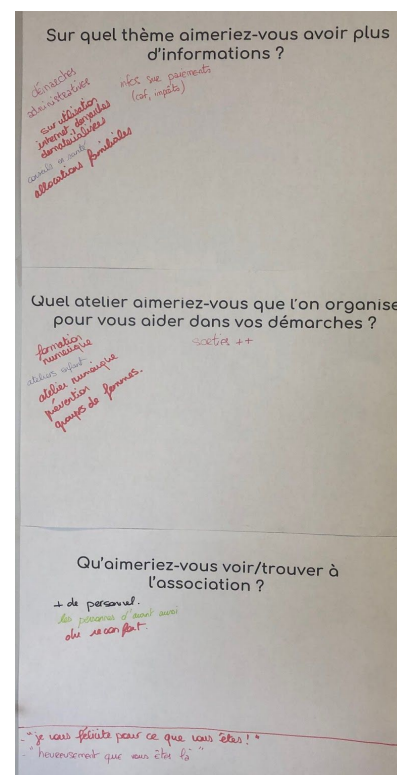 Sur quel thème aimeriez-vous avoir plus
d'informations ?
démarches
administratives
sur utilisation
internet, démarches
dématérialisées
conseils en santé
allocations familiales
infos sur paiements
(caf, impôts)
Quel atelier aimeriez-vous que l'on organise
pour vous aider dans vos démarches ?
formation
numérique
ateliers enfant.
atelier numérique
prévention
groupes de femmes.
sorties ++
Qu'aimeriez-vous voir/trouver à
l'association ?
+ de personnel.
les personnes d'avant aussi
du réconfort.
- "je vous félicite pour ce que vous êtes !"
- "heureusement que vous êtes là"